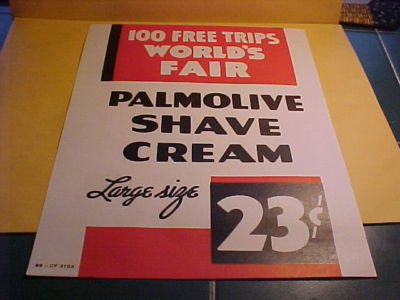 100 FREE TRIPS
WORLD'S
FAIR
PALMOLIVE
SHAVE
CREAM
Large size
23¢